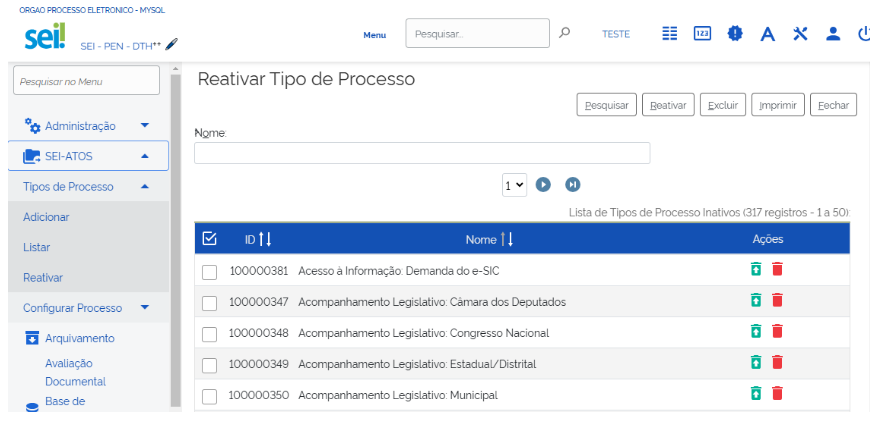 ORGAO PROCESSO ELETRONICO - MYSQL
sei!
SEI - PEN - DTH**
Menu
Pesquisar...
TESTE
123
A
Pesquisar no Menu
Administração
SEI-ATOS
Tipos de Processo
Adicionar
Listar
Reativar
Configurar Processo
Arquivamento
Avaliação
Documental
Base de
Reativar Tipo de Processo
Pesquisar Reativar Excluir Imprimir Fechar
Nome:
1
Lista de Tipos de Processo Inativos (317 registros - 1 a 50):
ID Nome Ações
100000381 Acesso à Informação: Demanda do e-SIC
100000347 Acompanhamento Legislativo: Câmara dos Deputados
100000348 Acompanhamento Legislativo: Congresso Nacional
100000349 Acompanhamento Legislativo: Estadual/Distrital
100000350 Acompanhamento Legislativo: Municipal